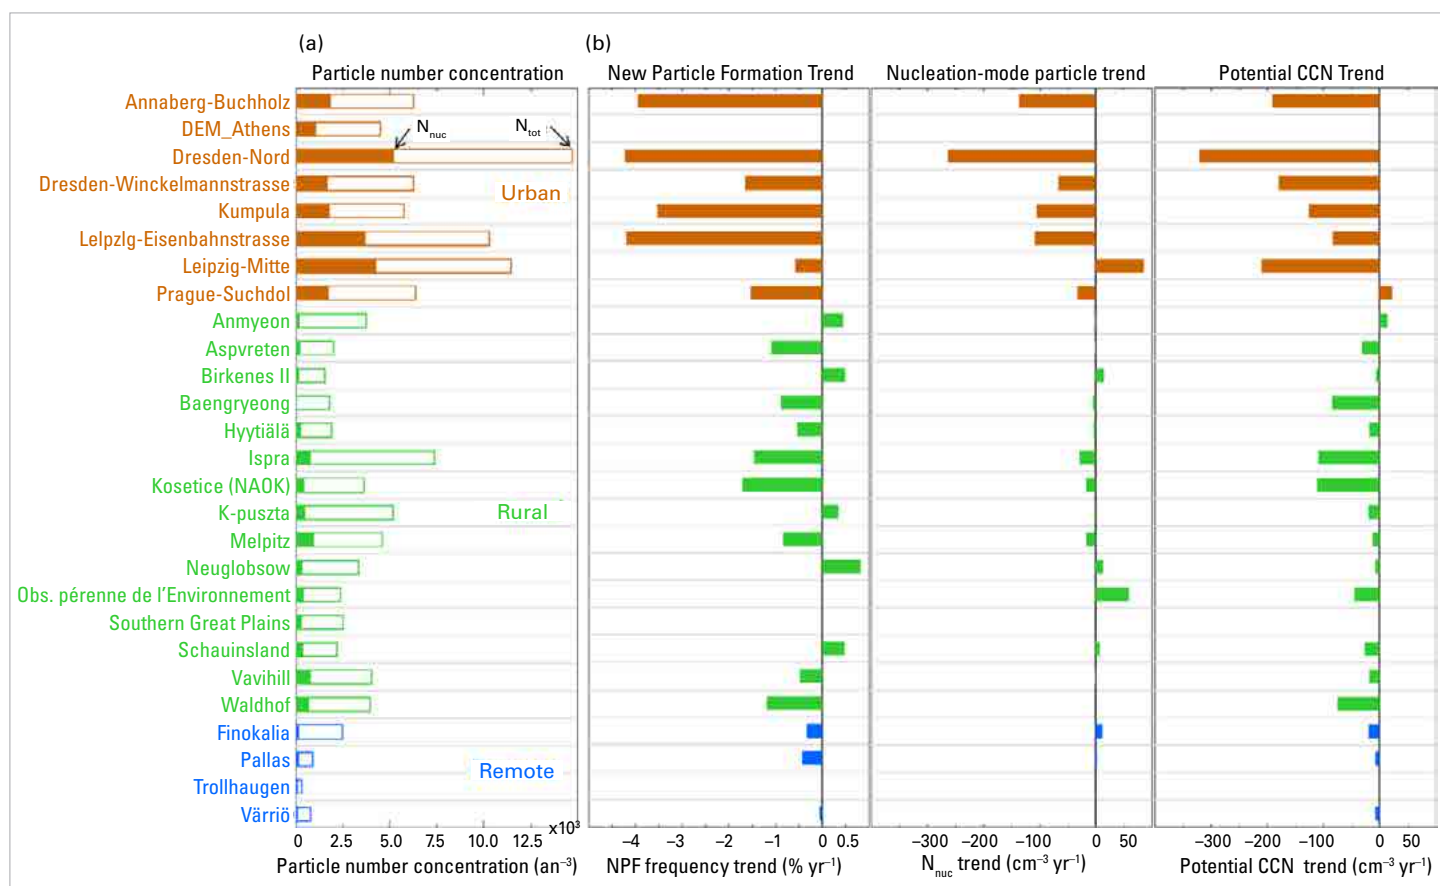 (a)
(b)
Particle number concentration
New Particle Formation Trend
Nucleation-mode particle trend
Potential CCN Trend
Annaberg-Buchholz
DEM_Athens
N_nuc
N_tot
Dresden-Nord
Dresden-Winckelmannstrasse
Urban
Kumpula
Lelpzlg-Eisenbahnstrasse
Leipzig-Mitte
Prague-Suchdol
Anmyeon
Aspvreten
Birkenes II
Baengryeong
Hyytiälä
Ispra
Kosetice (NAOK)
K-puszta
Rural
Melpitz
Neuglobsow
Obs. pérenne de l'Environnement
Southern Great Plains
Schauinsland
Vavihill
Waldhof
Finokalia
Pallas
Remote
Trollhaugen
Värriö
0 2.5 5.0 7.5 10.0 12.5 x10³
−4 −3 −2 −1 0 0.5
−300 −200 −100 0 50
−300 −200 −100 0 50
Particle number concentration (an⁻³)
NPF frequency trend (% yr⁻¹)
N_nuc trend (cm⁻³ yr⁻¹)
Potential CCN trend (cm⁻³ yr⁻¹)